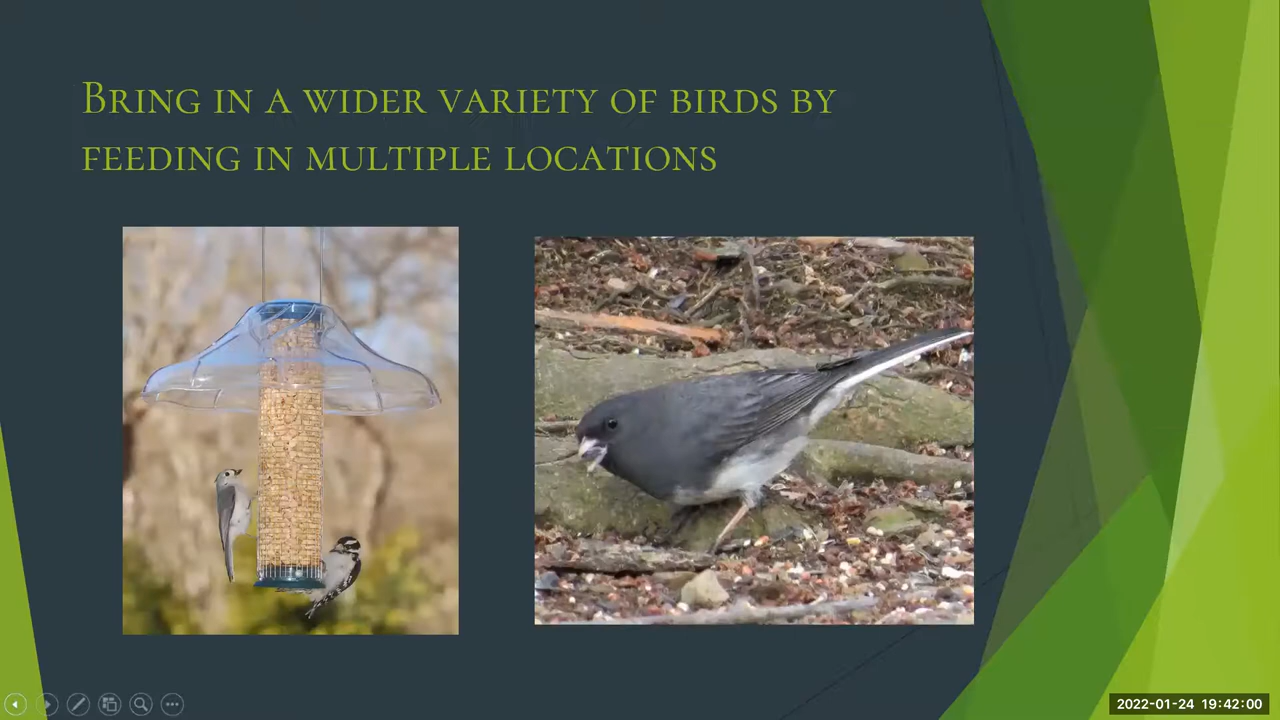 Bring in a wider variety of birds by
feeding in multiple locations
2022-01-24 19:42:00